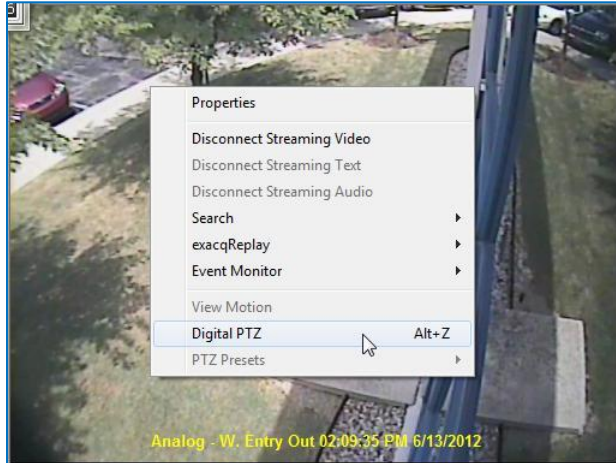 Properties
Disconnect Streaming Video
Disconnect Streaming Text
Disconnect Streaming Audio
Search
exacqReplay
Event Monitor
View Motion
Digital PTZ Alt+Z
PTZ Presets
Analog - W. Entry Out 02:09:35 PM 6/13/2012